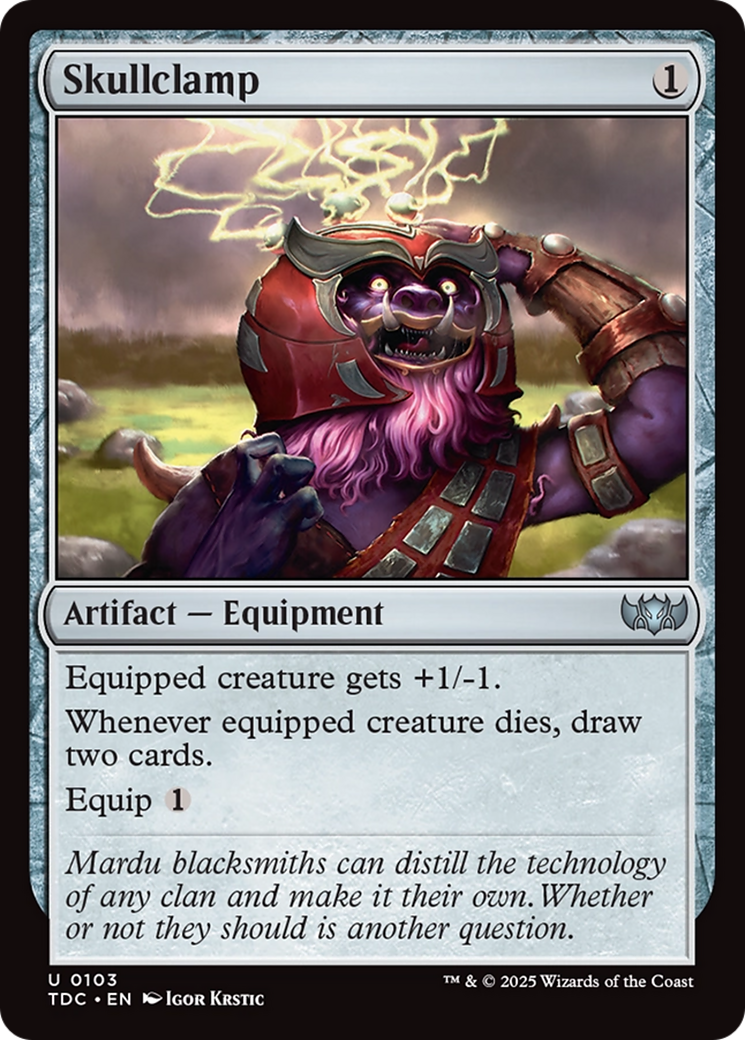 Skullclamp 1
Artifact — Equipment
Equipped creature gets +1/-1.
Whenever equipped creature dies, draw
two cards.
Equip 1
Mardu blacksmiths can distill the technology
of any clan and make it their own. Whether
or not they should is another question.
U 0103
TDC • EN Igor Krstic
™ & © 2025 Wizards of the Coast